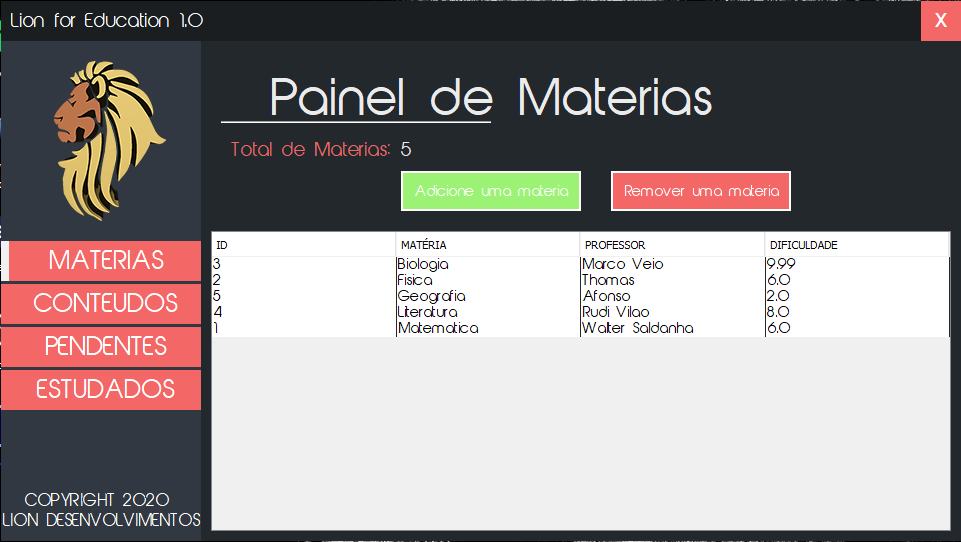 Lion for Education 1.0
X
Painel de Materias
Total de Materias: 5
Adicione uma materia
Remover uma materia
MATERIAS
CONTEUDOS
PENDENTES
ESTUDADOS
ID MATÉRIA PROFESSOR DIFICULDADE
3 Biologia Marco Veio 9.99
2 Fisica Thomas 6.0
5 Geografia Afonso 2.0
4 Literatura Rudi Vilao 8.0
1 Matematica Walter Saldanha 6.0
COPYRIGHT 2020
LION DESENVOLVIMENTOS